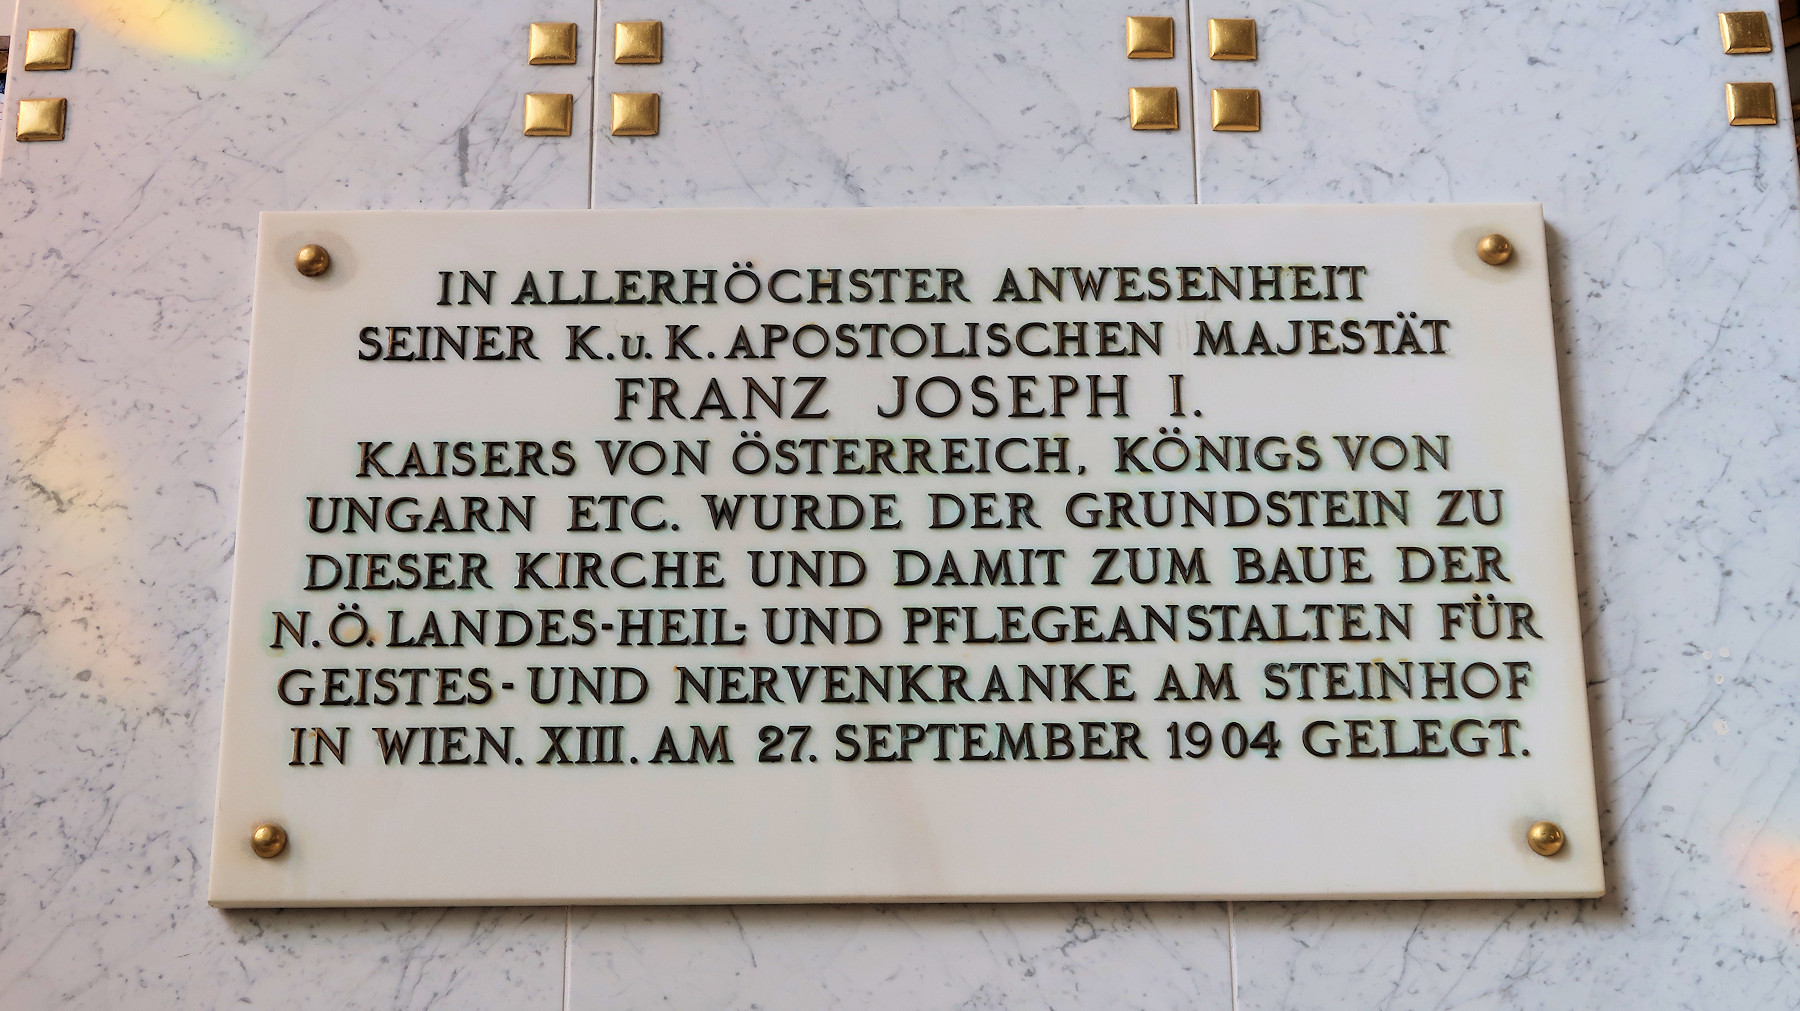 IN ALLERHÖCHSTER ANWESENHEIT
SEINER K.u.K. APOSTOLISCHEN MAJESTÄT
FRANZ JOSEPH I.
KAISERS VON ÖSTERREICH, KÖNIGS VON
UNGARN ETC. WURDE DER GRUNDSTEIN ZU
DIESER KIRCHE UND DAMIT ZUM BAUE DER
N.Ö. LANDES-HEIL- UND PFLEGEANSTALTEN FÜR
GEISTES- UND NERVENKRANKE AM STEINHOF
IN WIEN. XIII. AM 27. SEPTEMBER 1904 GELEGT.